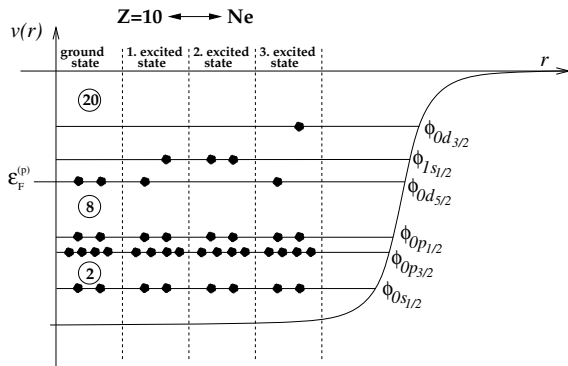 Z=10 ⟷ Ne
v(r)
ground state
1. excited state
2. excited state
3. excited state
r
20
ϕ0d3/2
ϕ1s1/2
εF(p)
ϕ0d5/2
8
ϕ0p1/2
ϕ0p3/2
2
ϕ0s1/2